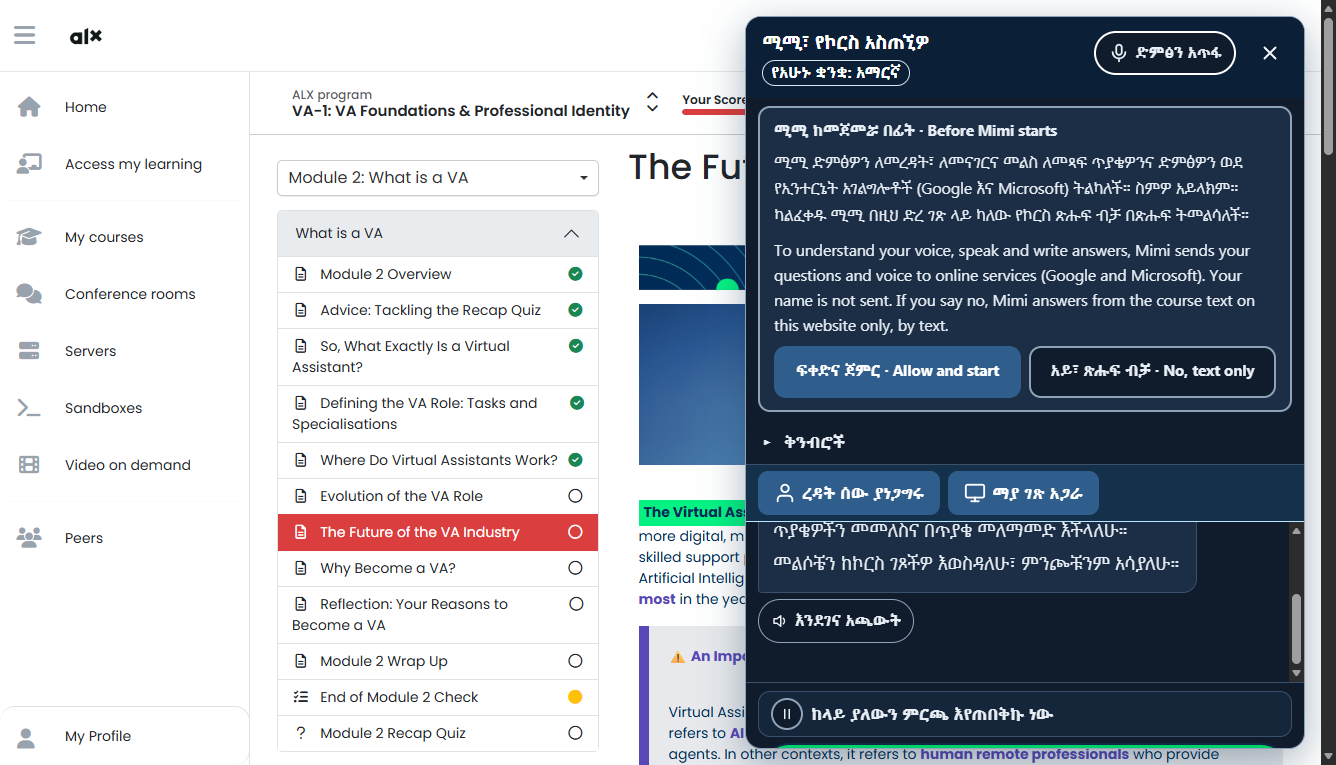 alx
Home
Access my learning
My courses
Conference rooms
Servers
Sandboxes
Video on demand
Peers
My Profile
ALX program
VA-1: VA Foundations & Professional Identity
Your Score
Module 2: What is a VA
What is a VA
Module 2 Overview
Advice: Tackling the Recap Quiz
So, What Exactly Is a Virtual
Assistant?
Defining the VA Role: Tasks and
Specialisations
Where Do Virtual Assistants Work?
Evolution of the VA Role
The Future of the VA Industry
Why Become a VA?
Reflection: Your Reasons to
Become a VA
Module 2 Wrap Up
End of Module 2 Check
Module 2 Recap Quiz
The
The Virtual
more digital,
skilled support
Artificial
most in the
An
Virtual
refers to
agents. In other contexts, it refers to human remote professionals who provide
ሚሚ፣ የኮርስ አስጠኚዎ
የአሁኑ ቋንቋ: አማርኛ
ድምፅን አጥፋ
ሚሚ ከመጀመሯ በፊት · Before Mimi starts
ሚሚ ድምፅዎን ለመረዳት፣ ለመናገርና መልስ ለመጻፍ ጥያቄዎንና ድምፅዎን ወደ
የኢንተርኔት አገልግሎቶች (Google እና Microsoft) ትልካለች። ስምዎ አይላክም።
ካልፈቀዱ ሚሚ በዚህ ድረ ገጽ ላይ ካለው የኮርስ ጽሑፍ ብቻ በጽሑፍ ትመልሳለች።
To understand your voice, speak and write answers, Mimi sends your
questions and voice to online services (Google and Microsoft). Your
name is not sent. If you say no, Mimi answers from the course text on
this website only, by text.
ፍቀድና ጀምር · Allow and start
አይ፣ ጽሑፍ ብቻ · No, text only
ቅንብሮች
ረዳት ሰው ያነጋግሩ
ማያ ገጽ አጋራ
ጥያቄዎችን መመለስና በጥያቄ መለማመድ እችላለሁ።
መልሶቼን ከኮርስ ገጾችዎ እወስዳለሁ፣ ምንጮቹንም አሳያለሁ።
እንደገና አጫውት
ከላይ ያለውን ምርጫ እየጠበቅኩ ነው